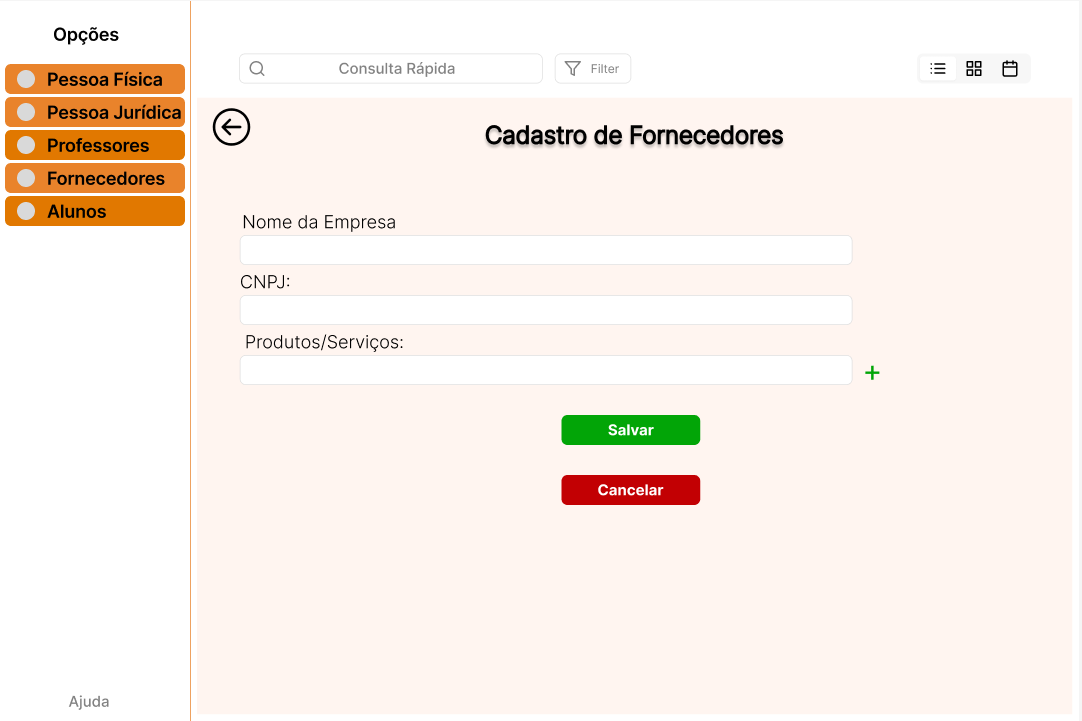 Opções
Pessoa Física
Pessoa Jurídica
Professores
Fornecedores
Alunos
Ajuda
Consulta Rápida
Filter
Cadastro de Fornecedores
Nome da Empresa
CNPJ:
Produtos/Serviços:
+
Salvar
Cancelar